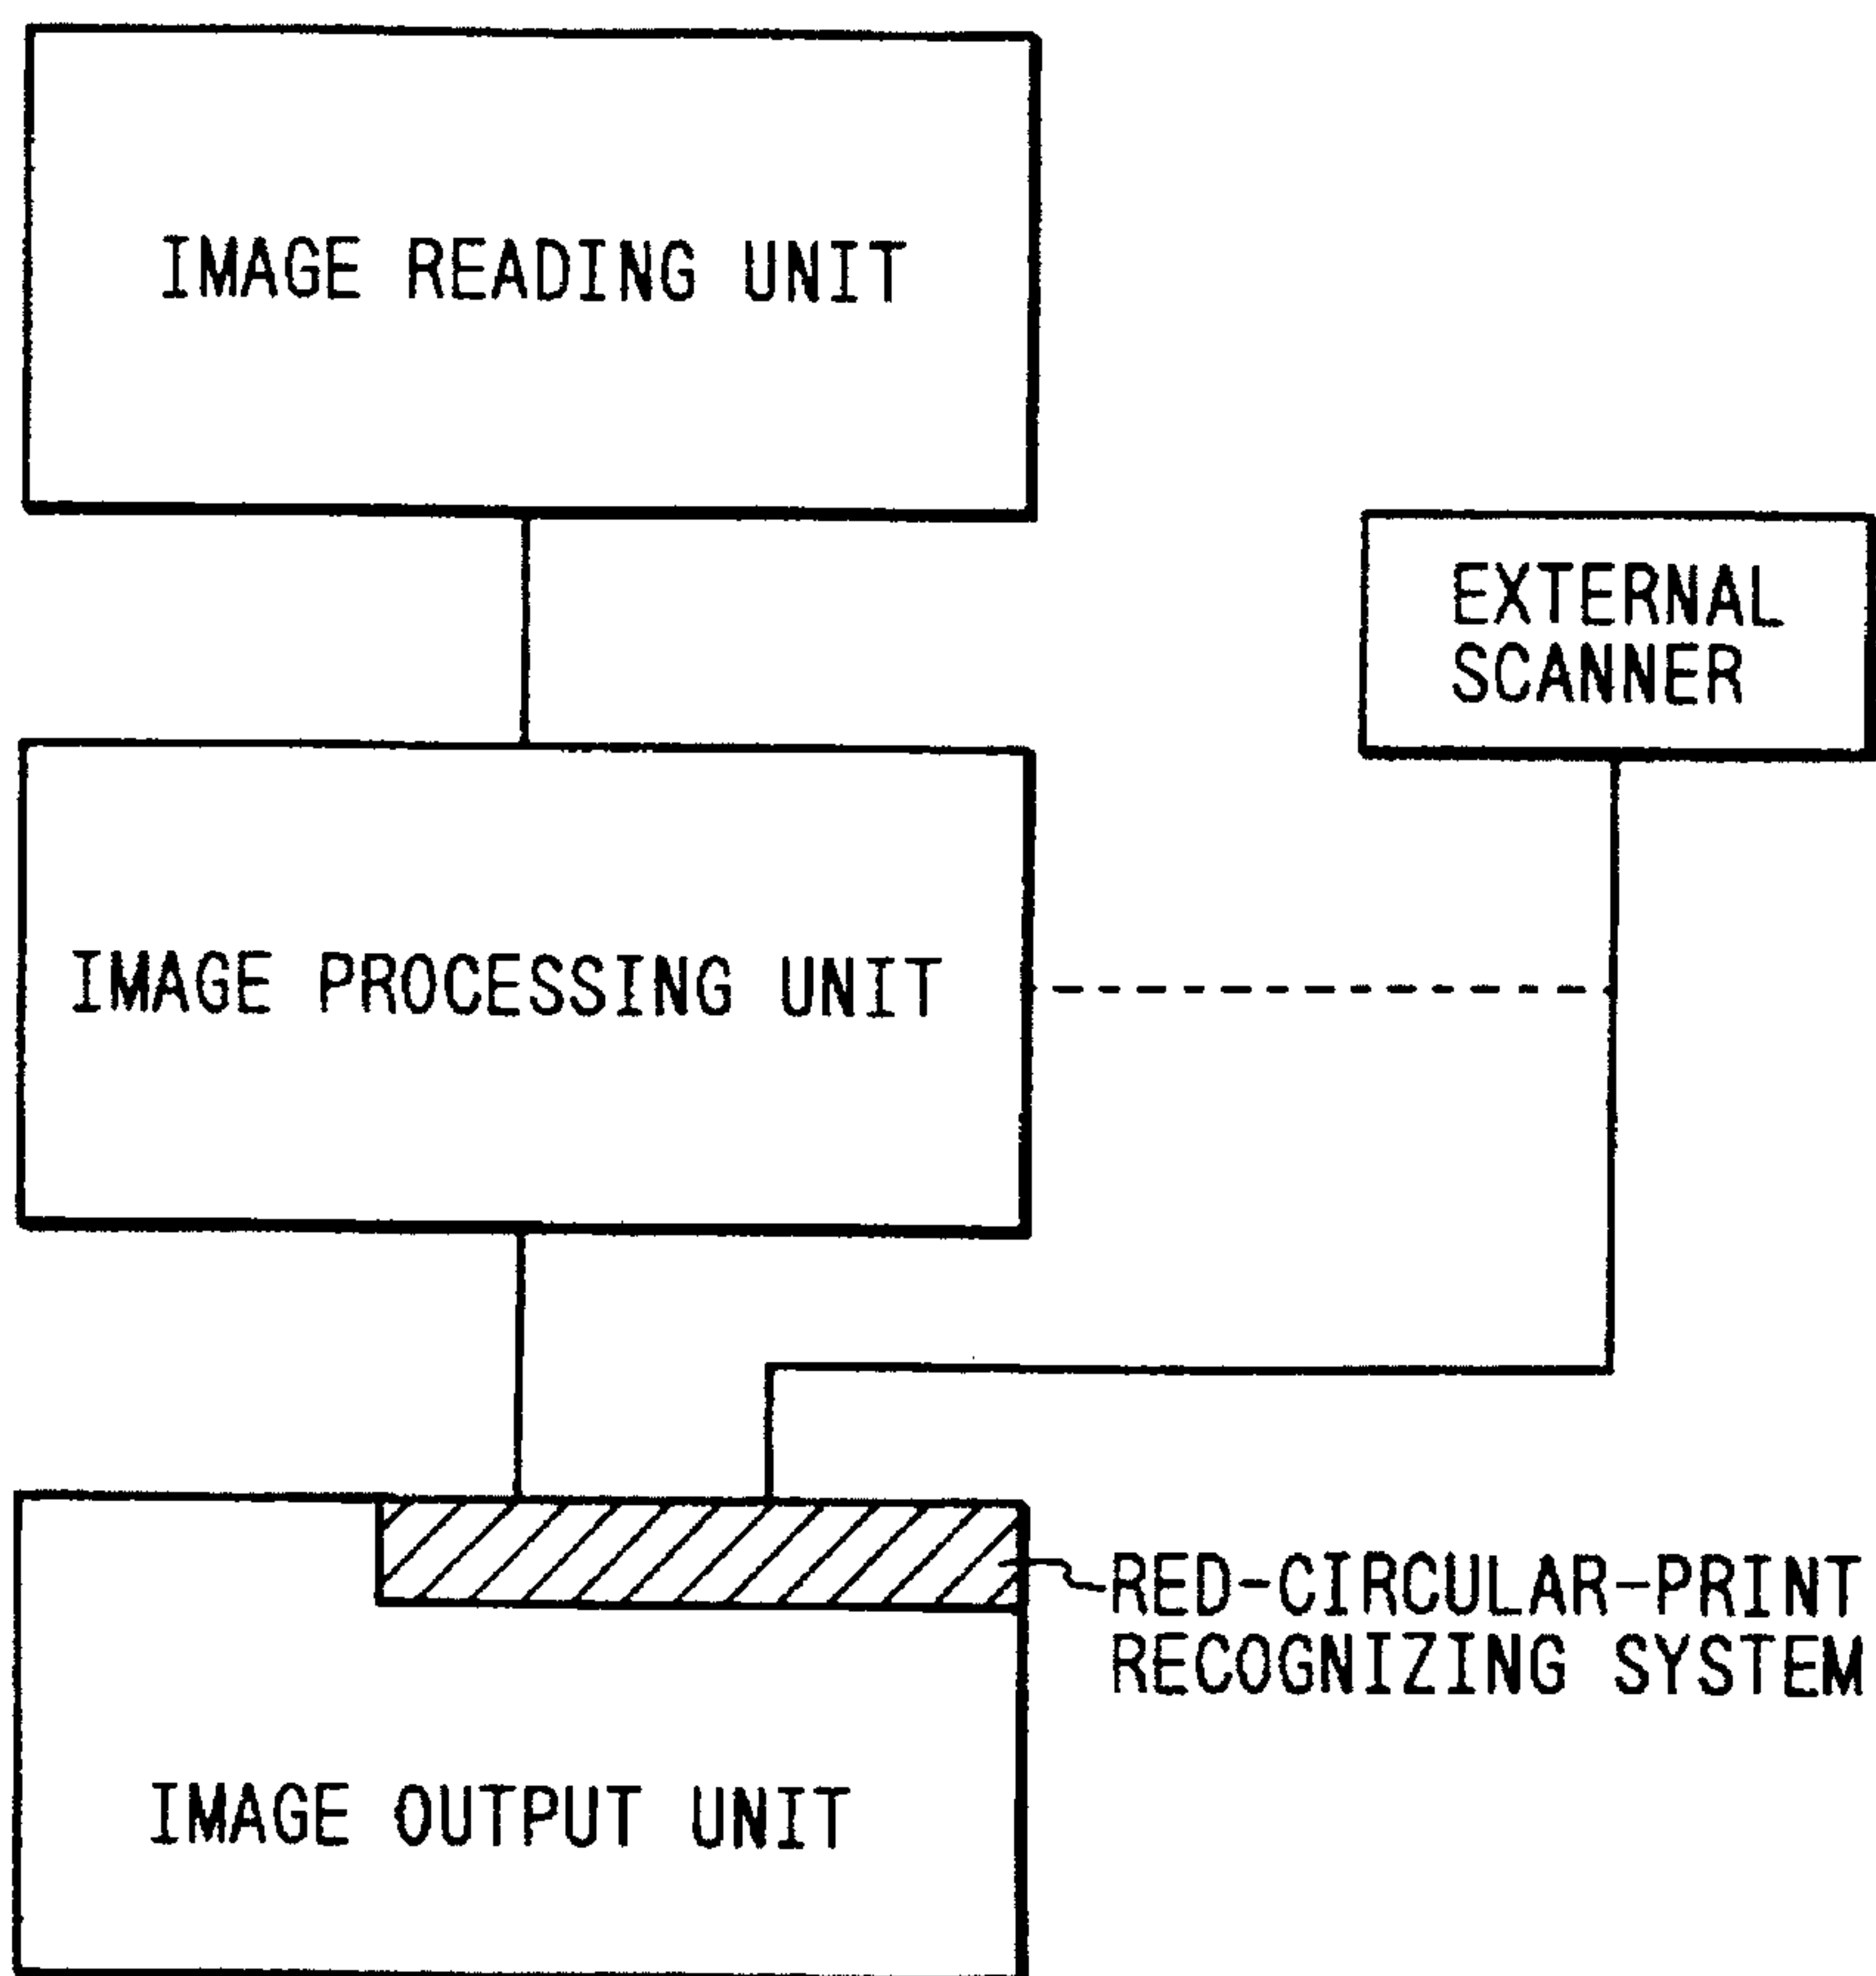 IMAGE READING UNIT
EXTERNAL
SCANNER
IMAGE PROCESSING UNIT
RED-CIRCULAR-PRINT
RECOGNIZING SYSTEM
IMAGE OUTPUT UNIT